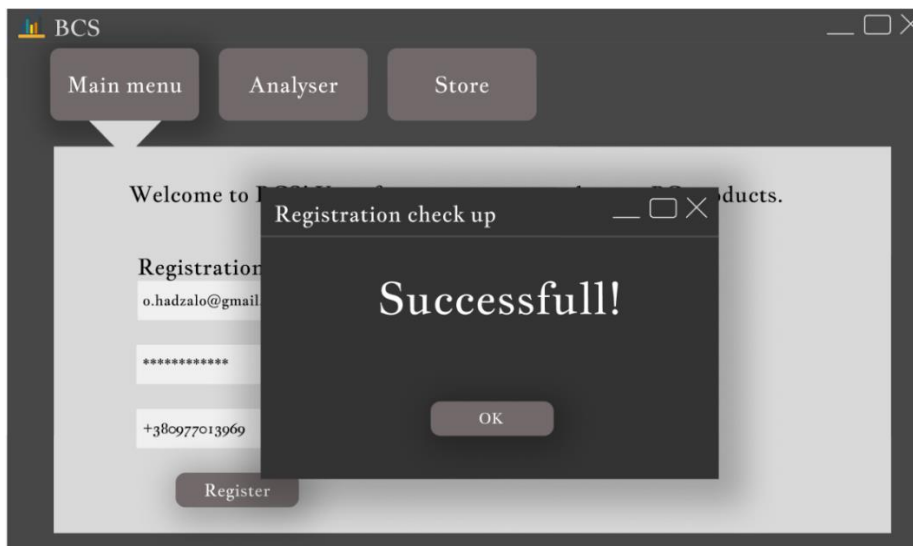 BCS
Main menu
Analyser
Store
Welcome to
ducts.
Registration check up
Registration
Successfull!
o.hadzalo@gmail.
************
OK
+380977013969
Register